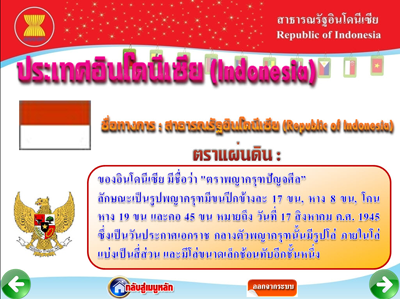 สาธารณรัฐอินโดนีเซีย
Republic of Indonesia
ประเทศอินโดนีเซีย (Indonesia)
ชื่อทางการ : สาธารณรัฐอินโดนีเซีย (Republic of Indonesia)
ตราแผ่นดิน :
ของอินโดนีเซีย มีชื่อว่า "ตราพญาครุฑปัญจศีล"
ลักษณะเป็นรูปพญาครุฑมีขนปีกข้างละ 17 ขน, หาง 8 ขน, โคน
หาง 19 ขน และคอ 45 ขน หมายถึง วันที่ 17 สิงหาคม ค.ศ. 1945
ซึ่งเป็นวันประกาศเอกราช กลางตัวพญาครุฑนั้นมีรูปโล่ ภายในโล่
แบ่งเป็นสี่ส่วน และมีโล่ขนาดเล็กซ้อนทับอีกชั้นหนึ่ง
กลับสู่เมนูหลัก
ออกจากระบบ